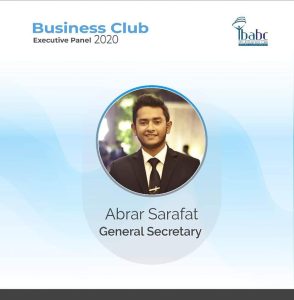 Business Club
Executive Panel 2020
babc
Abrar Sarafat
General Secretary